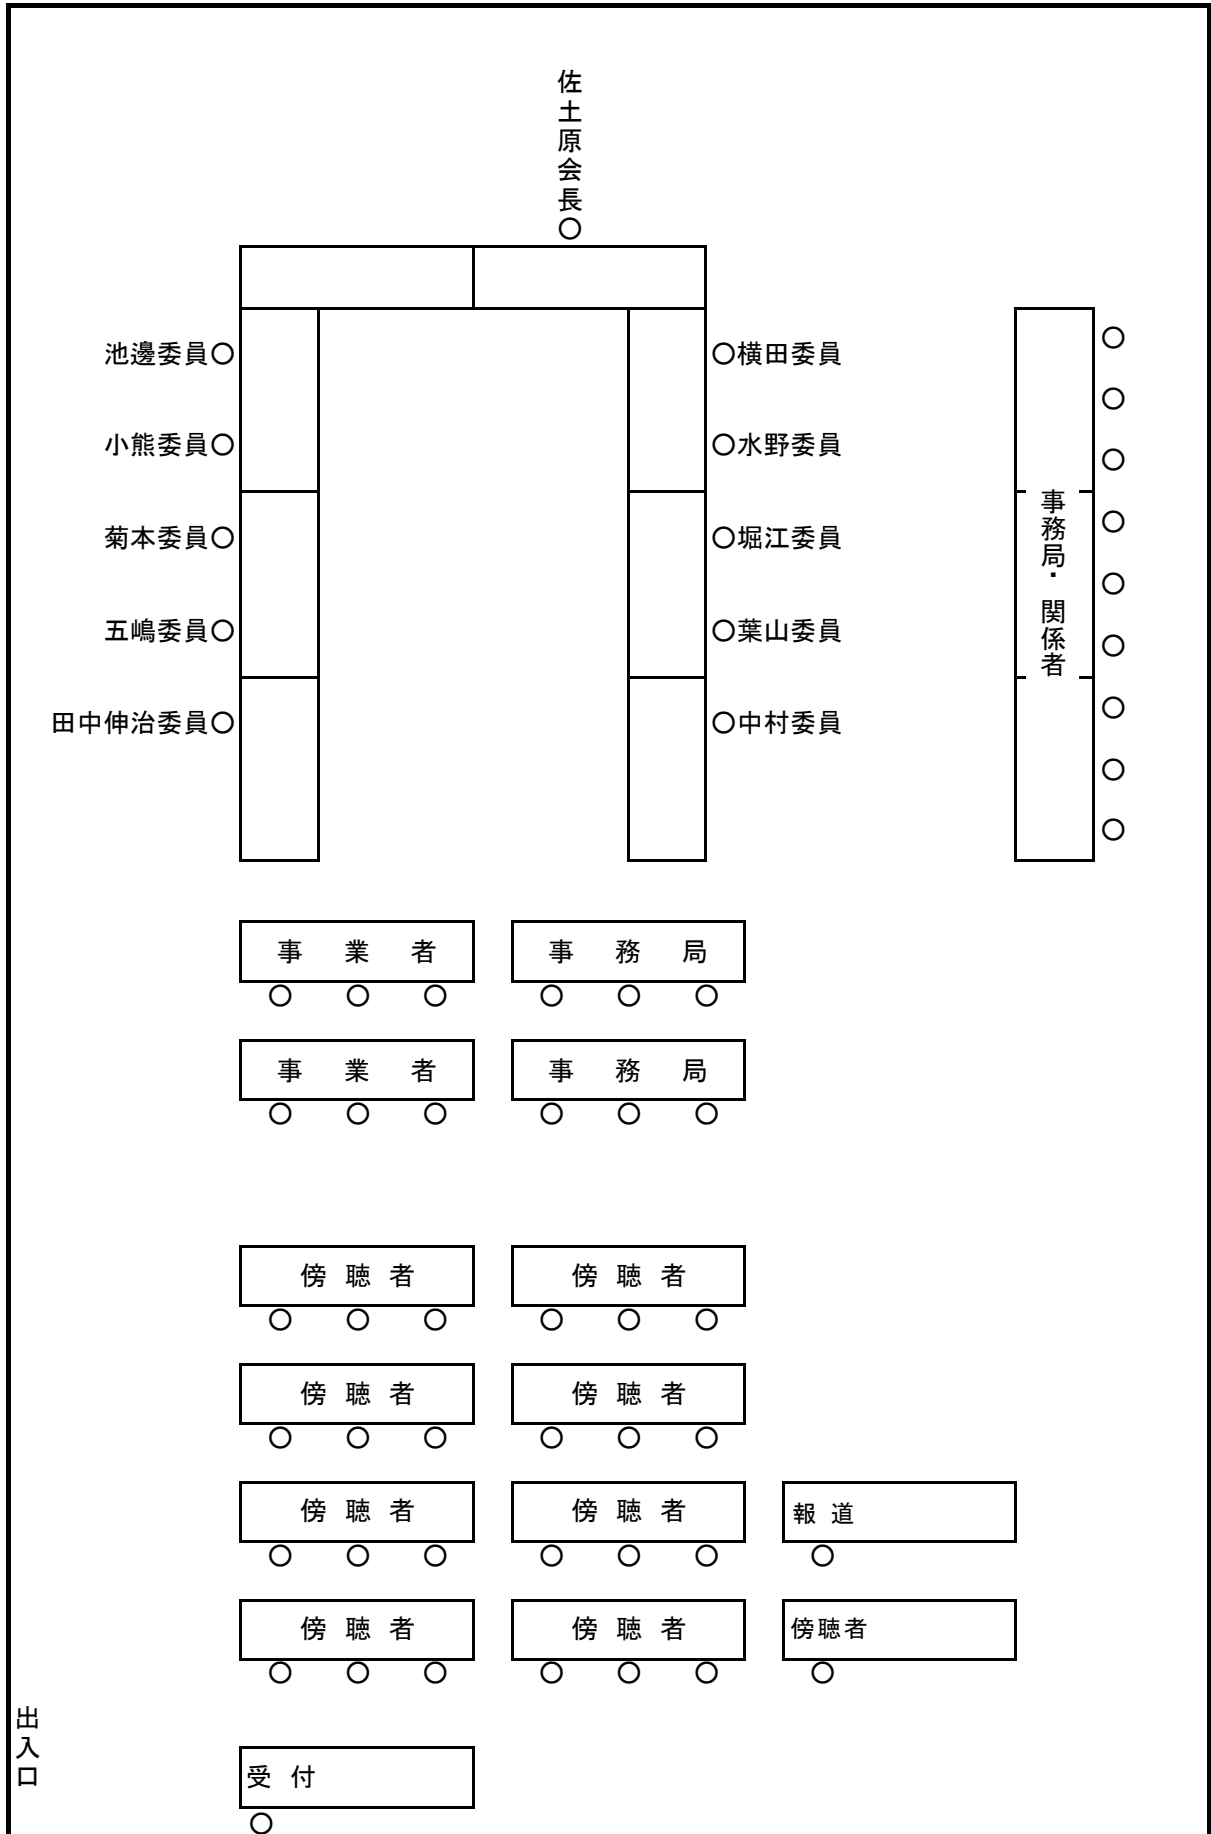 佐土原会長○
池邊委員○
○横田委員
小熊委員○
○水野委員
菊本委員○
○堀江委員
五嶋委員○
○葉山委員
田中伸治委員○
○中村委員
事務局・関係者
事業者
事務局
事業者
事務局
傍聴者
傍聴者
傍聴者
傍聴者
傍聴者
傍聴者
報道
傍聴者
傍聴者
傍聴者
出入口
受付